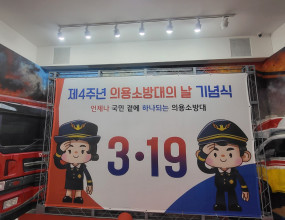 제4주년 의용소방대의 날 기념식
언제나 국민 곁에 하나되는 의용소방대
3·19